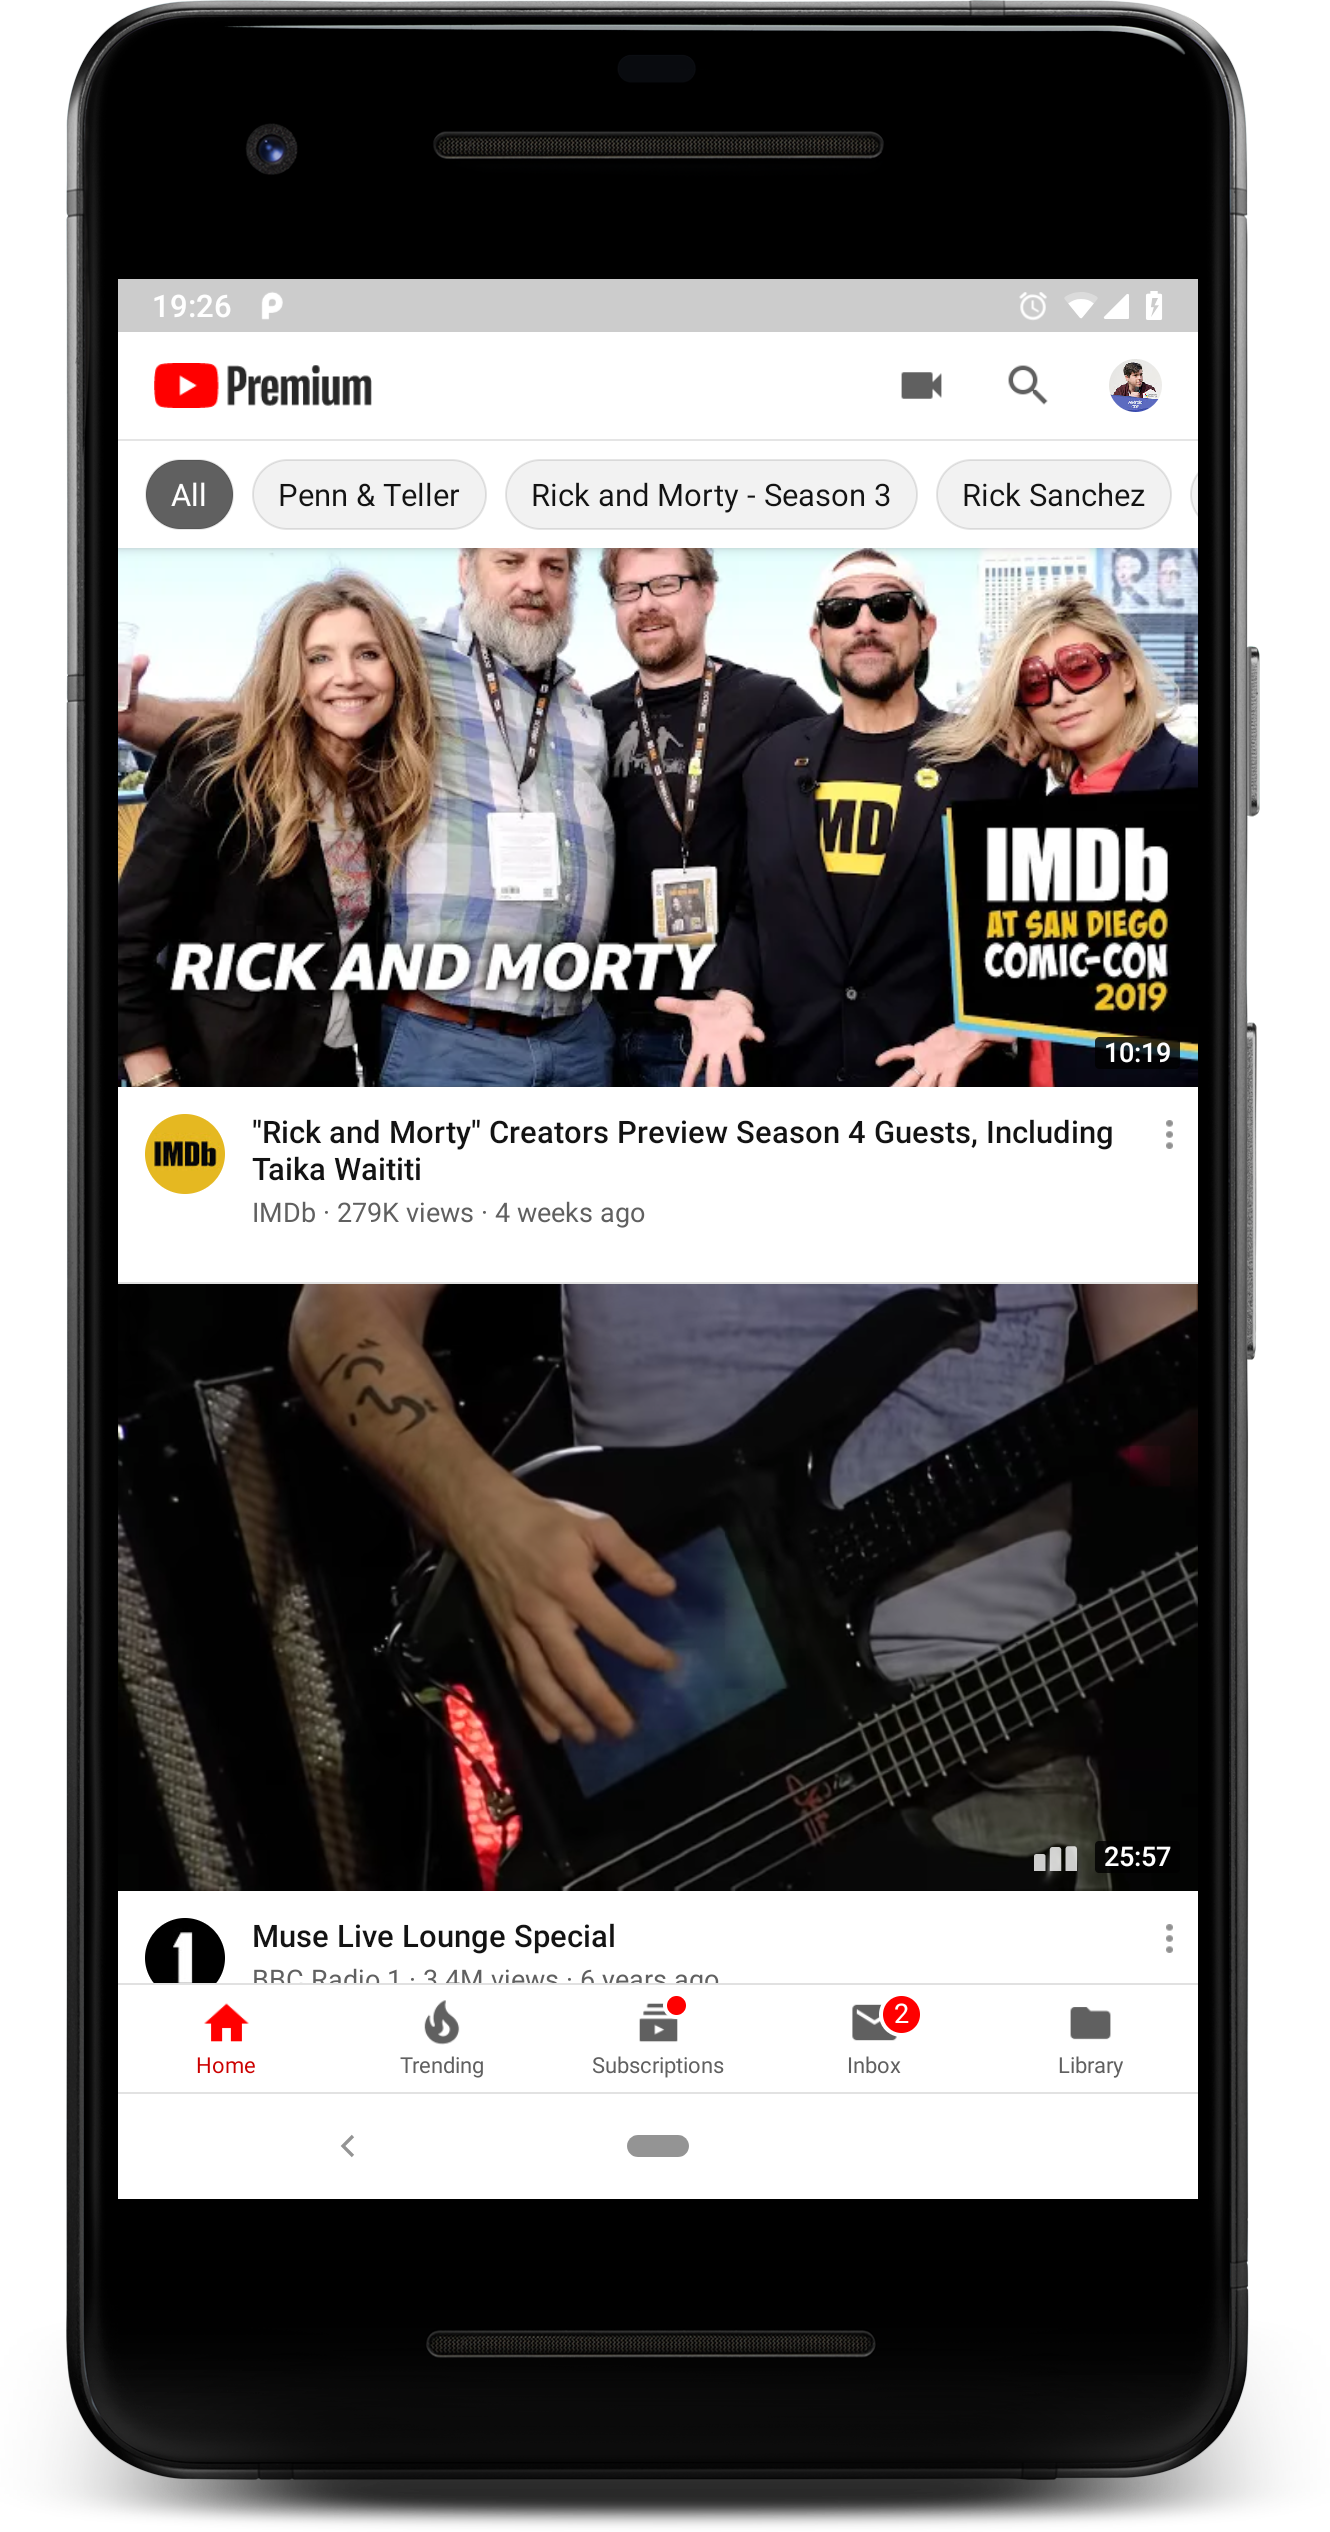 19:26
Premium
All
Penn & Teller
Rick and Morty - Season 3
Rick Sanchez
MD
RICK AND MORTY
IMDb
AT SAN DIEGO
COMIC-CON
2019
10:19
IMDb
"Rick and Morty" Creators Preview Season 4 Guests, Including
Taika Waititi
IMDb · 279K views · 4 weeks ago
25:57
1
Muse Live Lounge Special
BBC Radio 1 · 3.4M views · 6 years ago
Home
Trending
Subscriptions
2
Inbox
Library